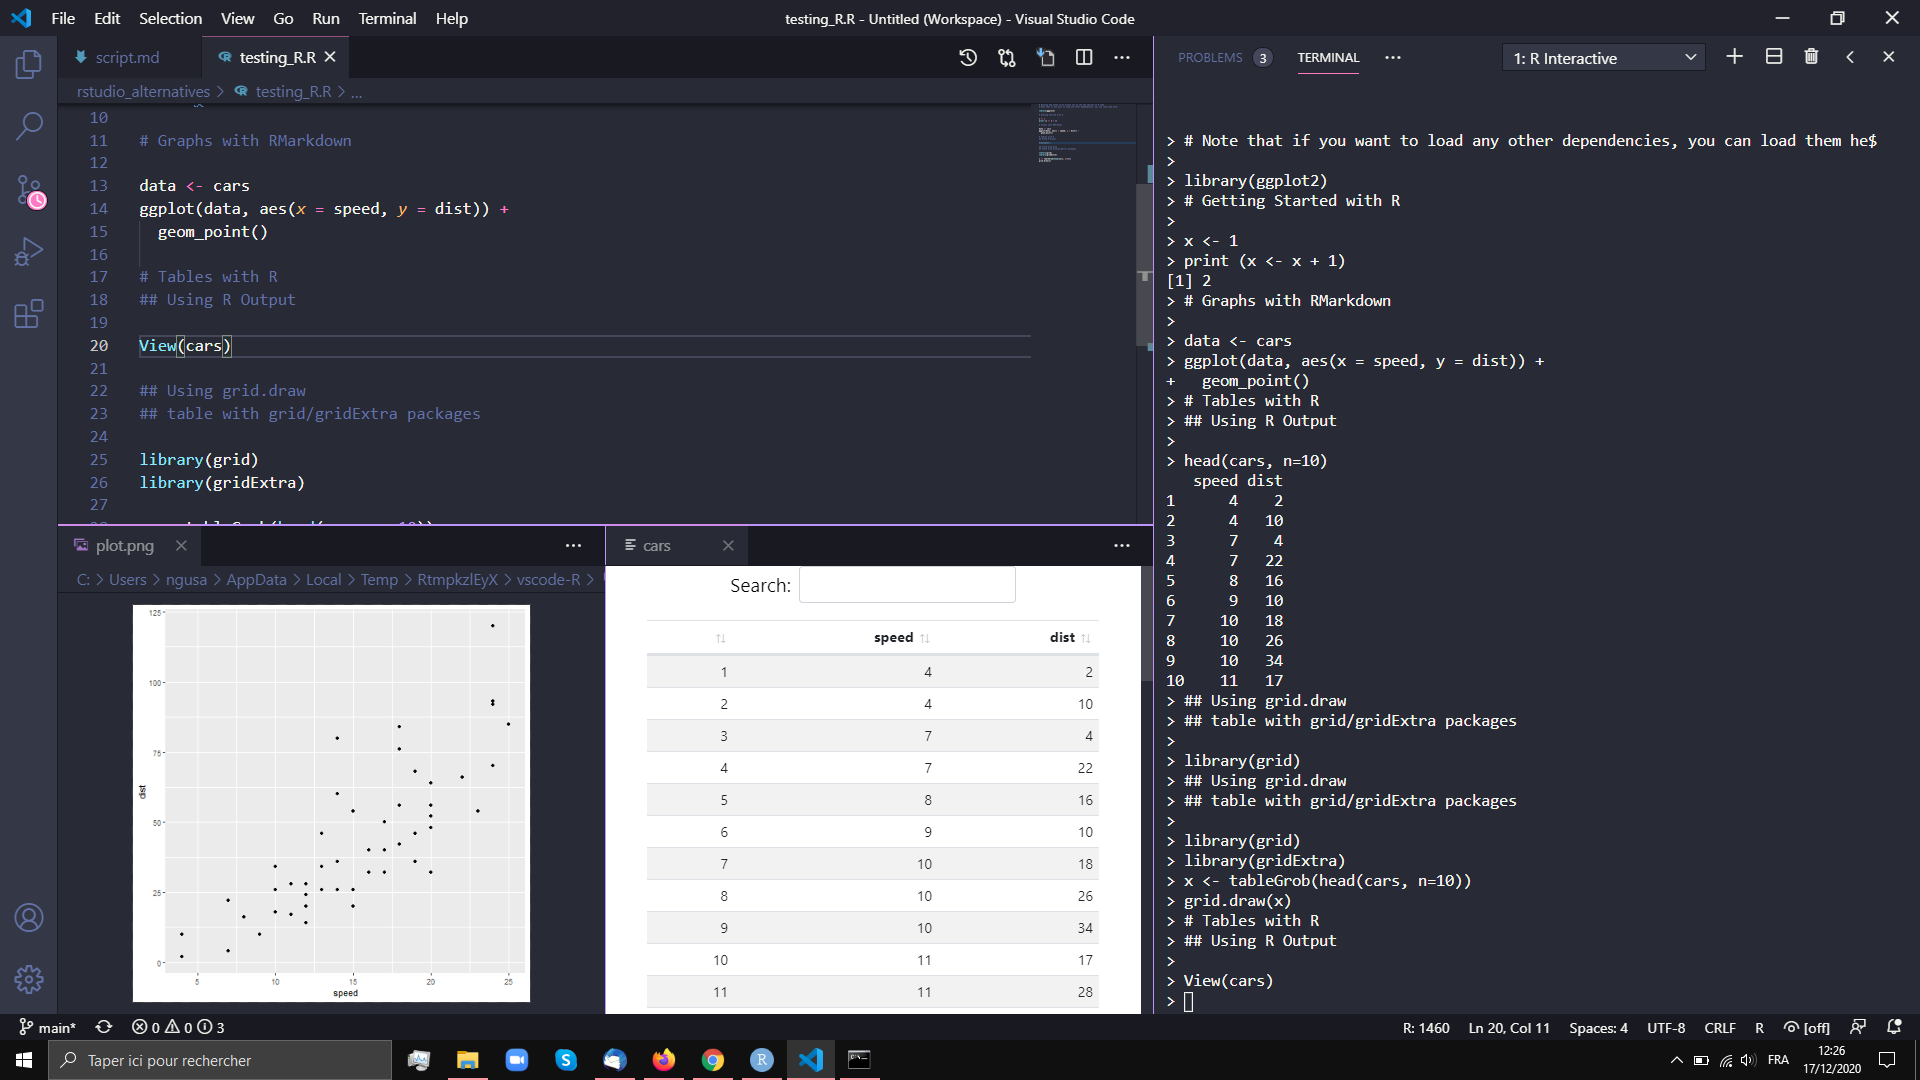 File Edit Selection View Go Run Terminal Help
testing_R.R - Untitled (Workspace) - Visual Studio Code
script.md
testing_R.R
rstudio_alternatives > testing_R.R > ...
10
11 # Graphs with RMarkdown
12
13 data <- cars
14 ggplot(data, aes(x = speed, y = dist)) +
15 geom_point()
16
17 # Tables with R
18 ## Using R Output
19
20 View(cars)
21
22 ## Using grid.draw
23 ## table with grid/gridExtra packages
24
25 library(grid)
26 library(gridExtra)
27
plot.png
C: > Users > ngusa > AppData > Local > Temp > RtmpkzlEyX > vscode-R >
125
100
75
50
25
0
dist
5 10 15 20 25
speed
cars
Search:
speed dist
1 4 2
2 4 10
3 7 4
4 7 22
5 8 16
6 9 10
7 10 18
8 10 26
9 10 34
10 11 17
11 11 28
PROBLEMS 3 TERMINAL ...
1: R Interactive
> # Note that if you want to load any other dependencies, you can load them he$
>
> library(ggplot2)
> # Getting Started with R
>
> x <- 1
> print (x <- x + 1)
[1] 2
> # Graphs with RMarkdown
>
> data <- cars
> ggplot(data, aes(x = speed, y = dist)) +
+ geom_point()
> # Tables with R
> ## Using R Output
>
> head(cars, n=10)
speed dist
1 4 2
2 4 10
3 7 4
4 7 22
5 8 16
6 9 10
7 10 18
8 10 26
9 10 34
10 11 17
> ## Using grid.draw
> ## table with grid/gridExtra packages
>
> library(grid)
> ## Using grid.draw
> ## table with grid/gridExtra packages
>
> library(grid)
> library(gridExtra)
> x <- tableGrob(head(cars, n=10))
> grid.draw(x)
> # Tables with R
> ## Using R Output
>
> View(cars)
>
main* 0 0 3
R: 1460 Ln 20, Col 11 Spaces: 4 UTF-8 CRLF R [off]
Taper ici pour rechercher
FRA
12:26
17/12/2020